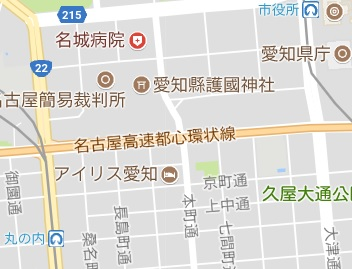 215
市役所
名城病院
愛知県庁
22
愛知縣護國神社
古屋簡易裁判所
名古屋高速都心環状線
アイリス愛知
京町通
上中通
久屋大通公
御園通
長島町通
本町通
七間町通
丸の内
桑名町
大津通